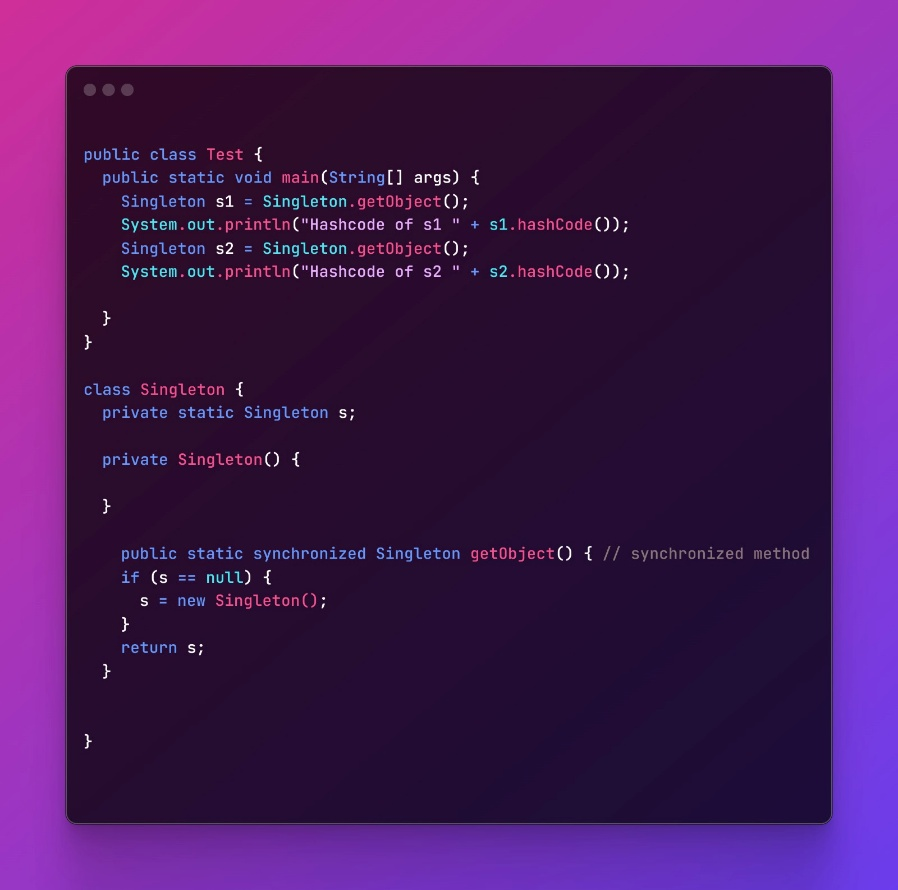 public class Test {
  public static void main(String[] args) {
    Singleton s1 = Singleton.getObject();
    System.out.println("Hashcode of s1 " + s1.hashCode());
    Singleton s2 = Singleton.getObject();
    System.out.println("Hashcode of s2 " + s2.hashCode());
  }
}
class Singleton {
  private static Singleton s;
  private Singleton() {
  }
    public static synchronized Singleton getObject() { // synchronized method
    if (s == null) {
      s = new Singleton();
    }
    return s;
  }
}